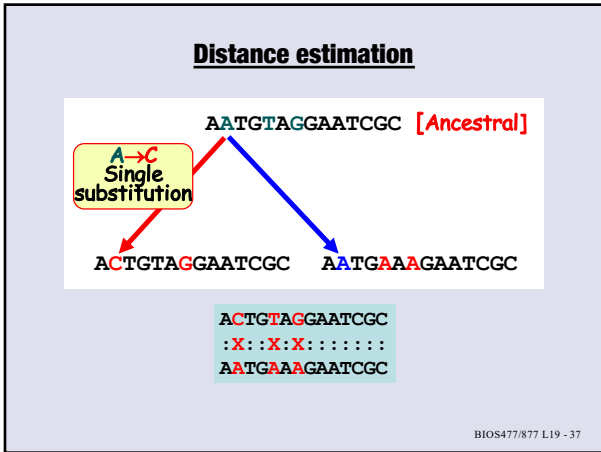 Distance estimation
AATGTAGGAATCGC [Ancestral]
A→C
Single
substitution
ACTGTAGGAATCGC AATGAAAGAATCGC
ACTGTAGGAATCGC
:X::X:X:::::::
AATGAAAGAATCGC
BIOS477/877 L19 - 37